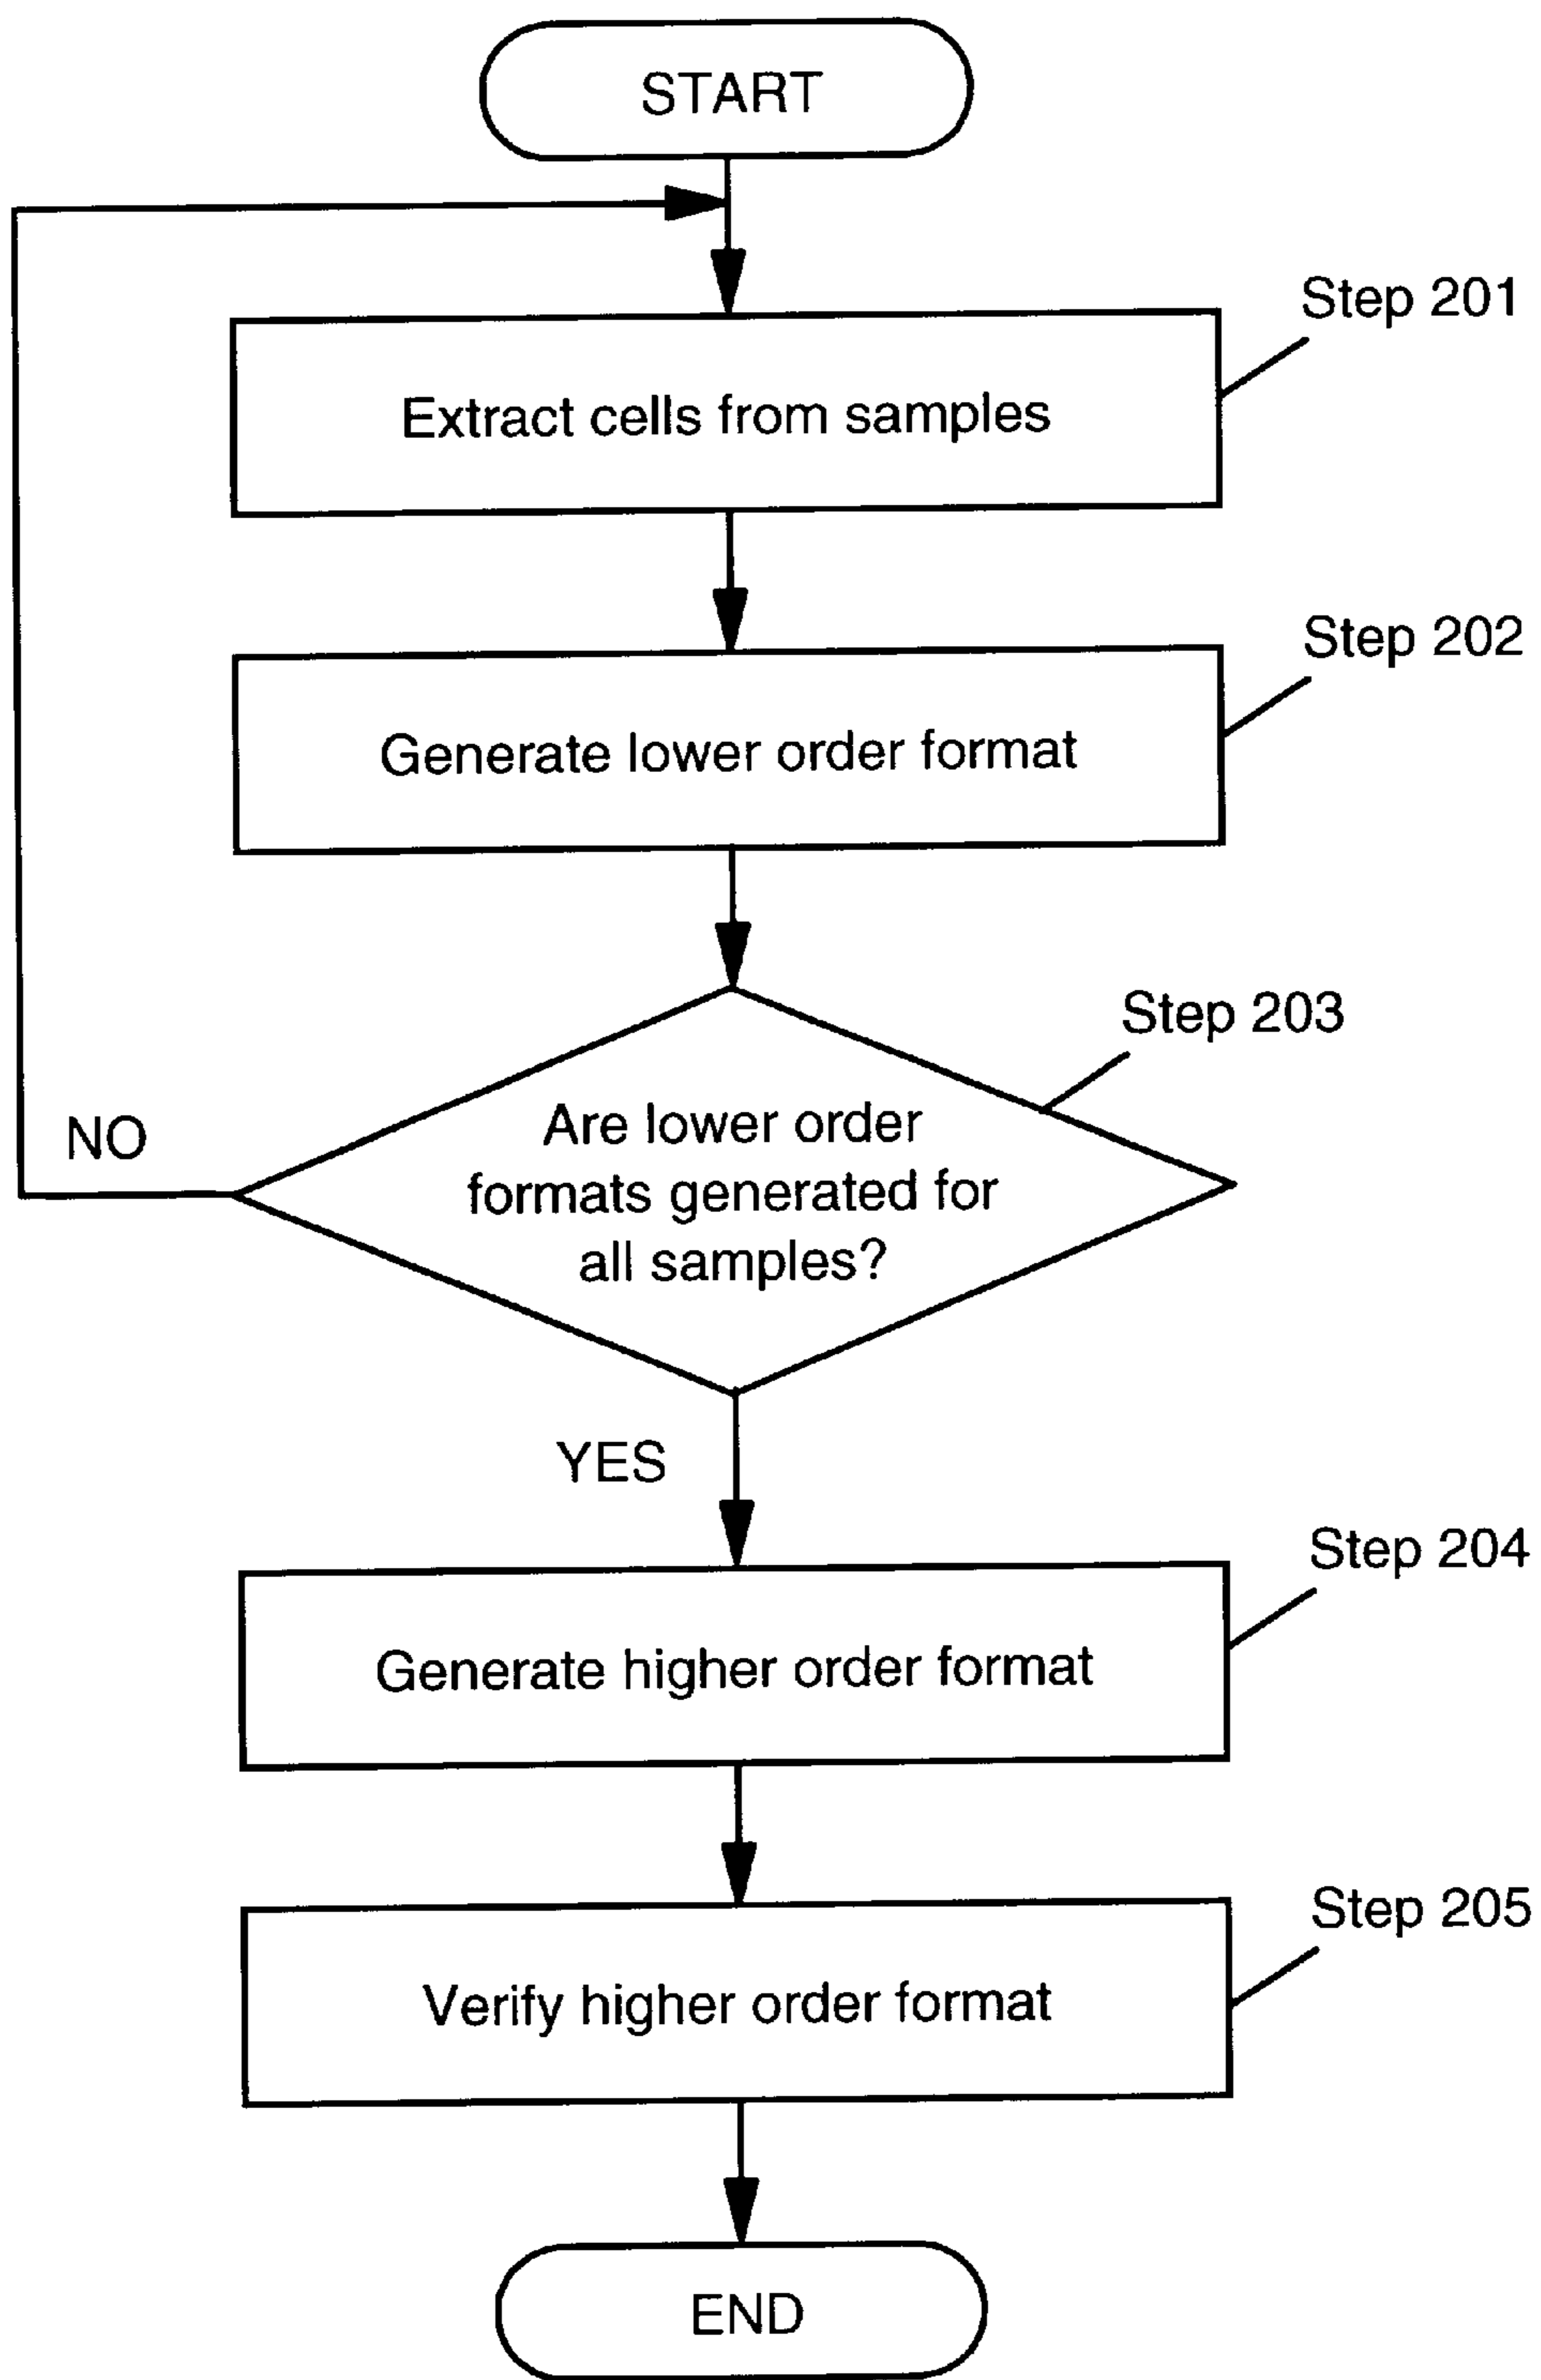 START
Step 201
Extract cells from samples
Step 202
Generate lower order format
Step 203
Are lower order
formats generated for
all samples?
NO
YES
Step 204
Generate higher order format
Step 205
Verify higher order format
END